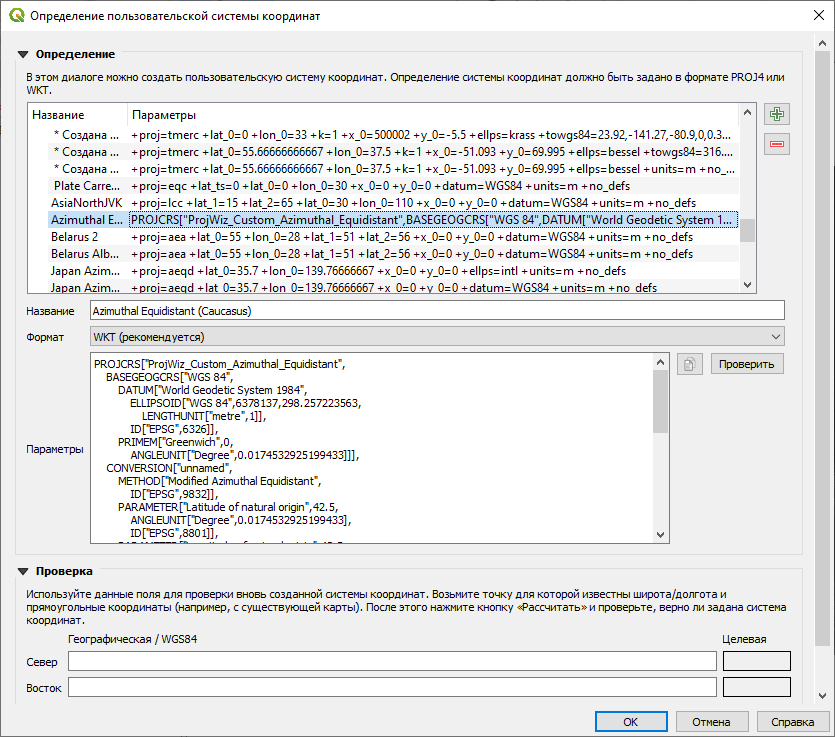 Определение пользовательской системы координат
Определение
В этом диалоге можно создать пользовательскую систему координат. Определение системы координат должно быть задано в формате PROJ4 или
WKT.
Название Параметры
* Создана ... +proj=tmerc +lat_0=0 +lon_0=33 +k=1 +x_0=500002 +y_0=-5.5 +ellps=krass +towgs84=23.92,-141.27,-80.9,0,0.3...
* Создана ... +proj=tmerc +lat_0=55.66666666667 +lon_0=37.5 +k=1 +x_0=-51.093 +y_0=69.995 +ellps=bessel +towgs84=316....
* Создана ... +proj=tmerc +lat_0=55.66666666667 +lon_0=37.5 +k=1 +x_0=-51.093 +y_0=69.995 +ellps=bessel +units=m +no_...
Plate Carre... +proj=eqc +lat_ts=0 +lat_0=0 +lon_0=30 +x_0=0 +y_0=0 +datum=WGS84 +units=m +no_defs
AsiaNorthJVK +proj=lcc +lat_1=15 +lat_2=65 +lat_0=30 +lon_0=110 +x_0=0 +y_0=0 +datum=WGS84 +units=m +no_defs
Azimuthal E... PROJCRS["ProjWiz_Custom_Azimuthal_Equidistant",BASEGEOGCRS["WGS 84",DATUM["World Geodetic System 1...
Belarus 2 +proj=aea +lat_0=55 +lon_0=28 +lat_1=51 +lat_2=56 +x_0=0 +y_0=0 +datum=WGS84 +units=m +no_defs
Belarus Alb... +proj=aea +lat_0=55 +lon_0=28 +lat_1=51 +lat_2=56 +x_0=0 +y_0=0 +datum=WGS84 +units=m +no_defs
Japan Azim... +proj=aeqd +lat_0=35.7 +lon_0=139.76666667 +x_0=0 +y_0=0 +ellps=intl +units=m +no_defs
Japan Azim... +proj=aeqd +lat_0=35.7 +lon_0=139.76666667 +x_0=0 +y_0=0 +datum=WGS84 +units=m +no_defs
Название Azimuthal Equidistant (Caucasus)
Формат WKT (рекомендуется)
PROJCRS["ProjWiz_Custom_Azimuthal_Equidistant",
BASEGEOGCRS["WGS 84",
DATUM["World Geodetic System 1984",
ELLIPSOID["WGS 84",6378137,298.257223563,
LENGTHUNIT["metre",1]],
ID["EPSG",6326]],
PRIMEM["Greenwich",0,
ANGLEUNIT["Degree",0.0174532925199433]]],
CONVERSION["unnamed",
METHOD["Modified Azimuthal Equidistant",
ID["EPSG",9832]],
PARAMETER["Latitude of natural origin",42.5,
ANGLEUNIT["Degree",0.0174532925199433],
ID["EPSG",8801]],
Проверить
Параметры
Проверка
Используйте данные поля для проверки вновь созданной системы координат. Возьмите точку для которой известны широта/долгота и
прямоугольные координаты (например, с существующей карты). После этого нажмите кнопку «Рассчитать» и проверьте, верно ли задана система
координат.
Географическая / WGS84 Целевая
Север
Восток
OK Отмена Справка